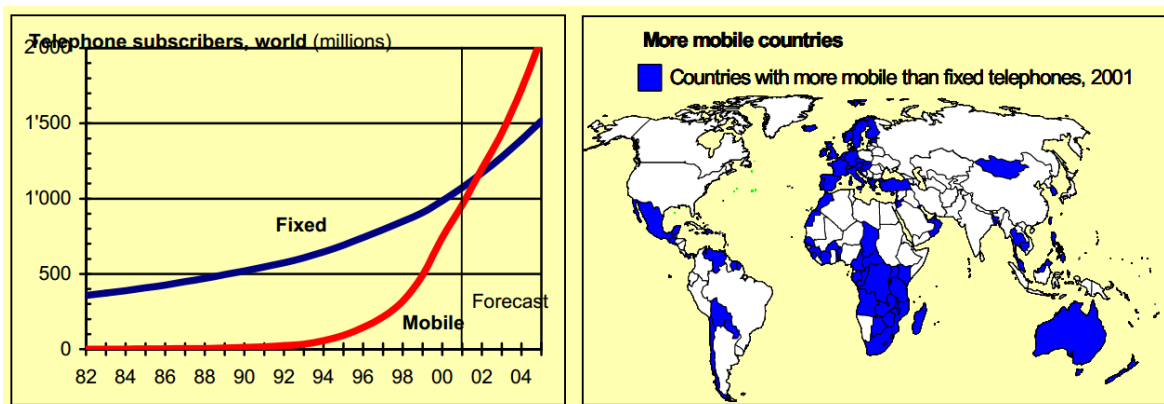 Telephone subscribers, world (millions)
2'000
1'500
1'000
500
0
Fixed
Mobile
Forecast
82 84 86 88 90 92 94 96 98 00 02 04
More mobile countries
Countries with more mobile than fixed telephones, 2001